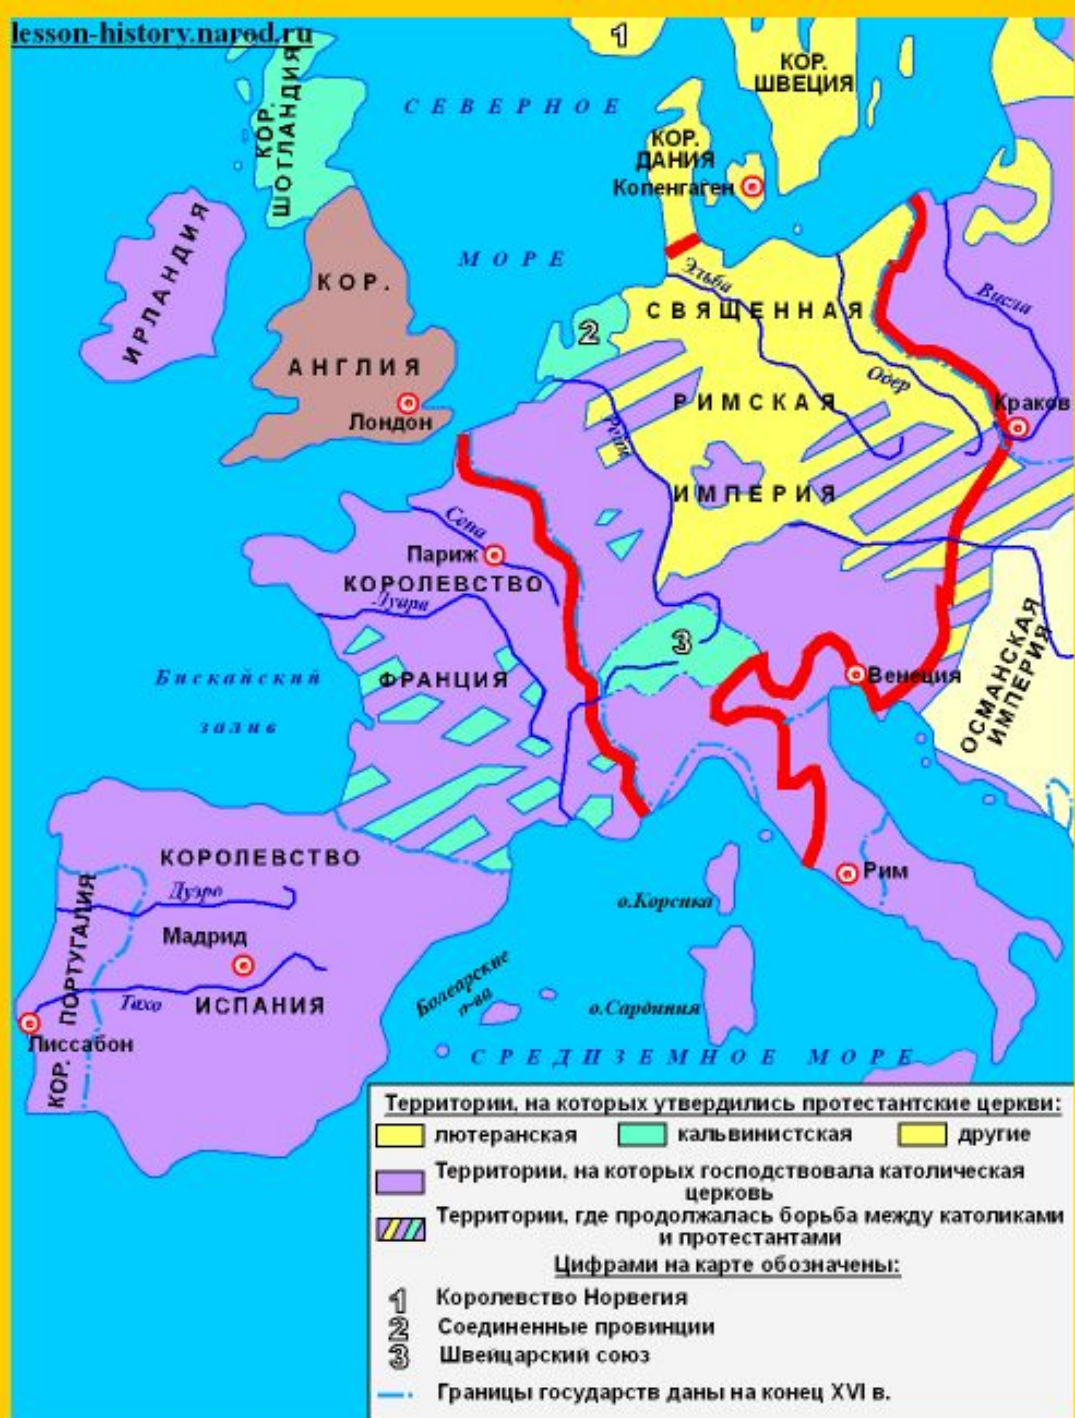 lesson-history.narod.ru
1
КОР.
ШВЕЦИЯ
КОР.
ШОТЛАНДИЯ
СЕВЕРНОЕ
МОРЕ
КОР.
ДАНИЯ
Копенгаген
ИРЛАНДИЯ
КОР.
АНГЛИЯ
Лондон
2
Эльба
СВЯЩЕННАЯ
РИМСКАЯ
ИМПЕРИЯ
Висла
Одер
Краков
Рейн
Сена
Париж
КОРОЛЕВСТВО
Луара
ФРАНЦИЯ
3
Венеция
ОСМАНСКАЯ
ИМПЕРИЯ
Бискайский
залив
КОРОЛЕВСТВО
Дуэро
КОР. ПОРТУГАЛИЯ
Мадрид
Тахо
ИСПАНИЯ
Лиссабон
о.Корсика
Рим
Болеарские
о-ва
о.Сардиния
СРЕДИЗЕМНОЕ МОРЕ
Территории, на которых утвердились протестантские церкви:
лютеранская
кальвинистская
другие
Территории, на которых господствовала католическая
церковь
Территории, где продолжалась борьба между католиками
и протестантами
Цифрами на карте обозначены:
1 Королевство Норвегия
2 Соединенные провинции
3 Швейцарский союз
Границы государств даны на конец XVI в.